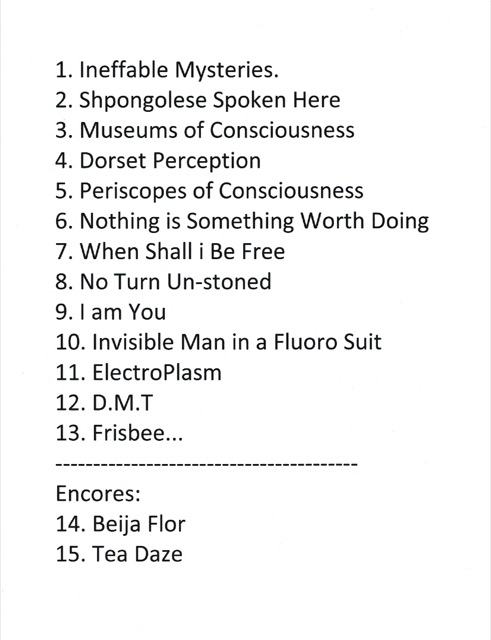 1. Ineffable Mysteries.
2. Shpongolese Spoken Here
3. Museums of Consciousness
4. Dorset Perception
5. Periscopes of Consciousness
6. Nothing is Something Worth Doing
7. When Shall i Be Free
8. No Turn Un-stoned
9. I am You
10. Invisible Man in a Fluoro Suit
11. ElectroPlasm
12. D.M.T
13. Frisbee...
----------------------------------------
Encores:
14. Beija Flor
15. Tea Daze